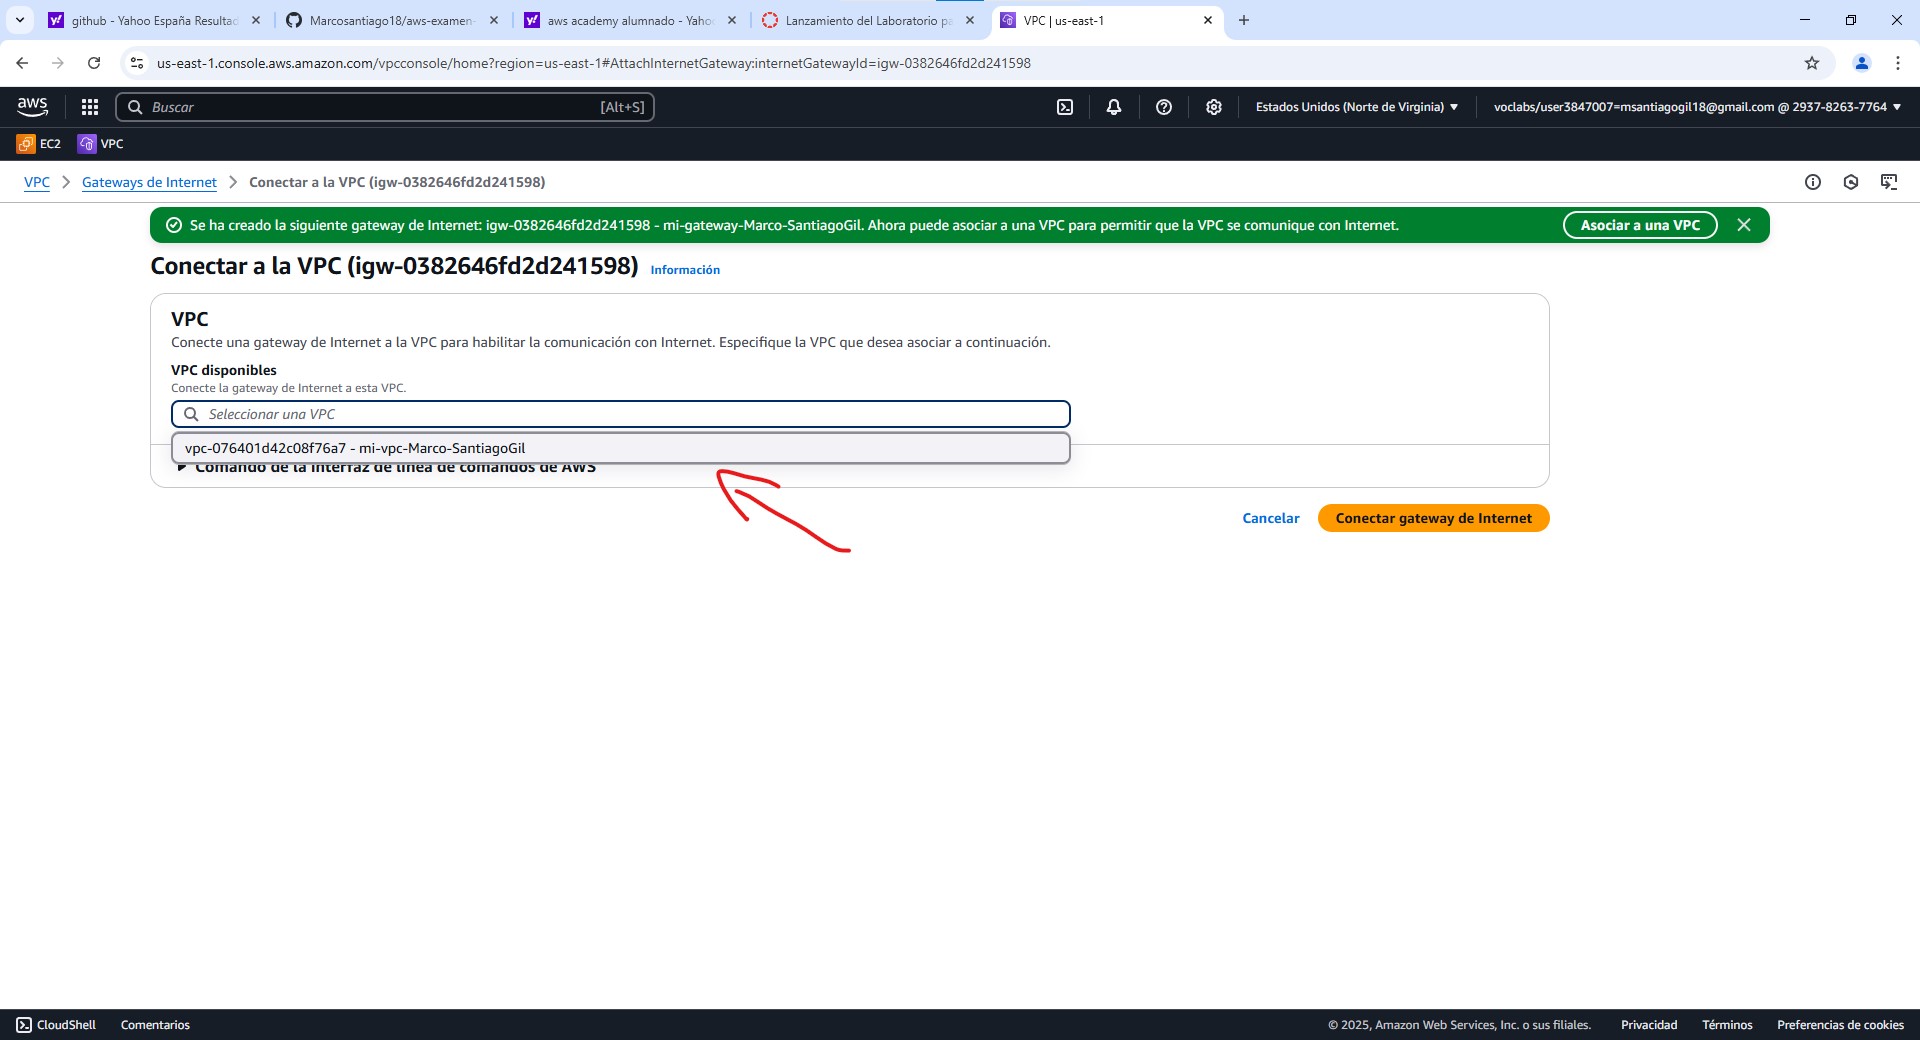 github - Yahoo España Resultad
Marcosantiago18/aws-examen-
aws academy alumnado - Yaho
Lanzamiento del Laboratorio pa
VPC | us-east-1
us-east-1.console.aws.amazon.com/vpcconsole/home?region=us-east-1#AttachInternetGateway:internetGatewayId=igw-0382646fd2d241598
aws
Buscar
[Alt+S]
Estados Unidos (Norte de Virginia)
voclabs/user3847007=msantiagogil18@gmail.com @ 2937-8263-7764
EC2
VPC
VPC
Gateways de Internet
Conectar a la VPC (igw-0382646fd2d241598)
Se ha creado la siguiente gateway de Internet: igw-0382646fd2d241598 - mi-gateway-Marco-SantiagoGil. Ahora puede asociar a una VPC para permitir que la VPC se comunique con Internet.
Asociar a una VPC
Conectar a la VPC (igw-0382646fd2d241598)
Información
VPC
Conecte una gateway de Internet a la VPC para habilitar la comunicación con Internet. Especifique la VPC que desea asociar a continuación.
VPC disponibles
Conecte la gateway de Internet a esta VPC.
Seleccionar una VPC
vpc-076401d42c08f76a7 - mi-vpc-Marco-SantiagoGil
Comando de la interfaz de línea de comandos de AWS
Cancelar
Conectar gateway de Internet
CloudShell
Comentarios
© 2025, Amazon Web Services, Inc. o sus filiales.
Privacidad
Términos
Preferencias de cookies